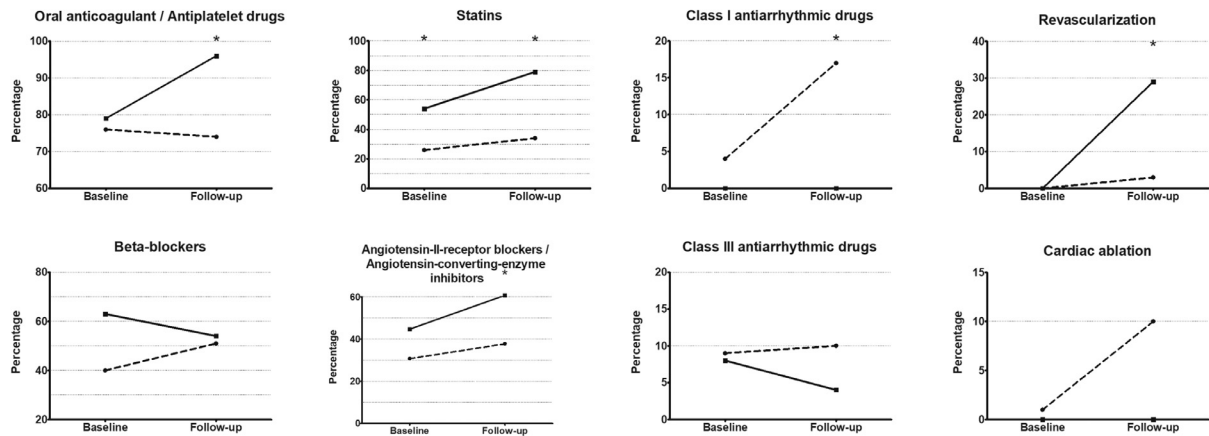 Oral anticoagulant / Antiplatelet drugs
*
100
90
80
70
60
Percentage
Baseline
Follow-up
Statins
*
*
100
80
60
40
20
0
Percentage
Baseline
Follow-up
Class I antiarrhythmic drugs
*
20
15
10
5
0
Percentage
Baseline
Follow-up
Revascularization
*
40
30
20
10
0
Percentage
Baseline
Follow-up
Beta-blockers
80
60
40
20
Percentage
Baseline
Follow-up
Angiotensin-II-receptor blockers /
Angiotensin-converting-enzyme
inhibitors
*
60
40
20
0
Percentage
Baseline
Follow-up
Class III antiarrhythmic drugs
20
15
10
5
0
Percentage
Baseline
Follow-up
Cardiac ablation
15
10
5
0
Percentage
Baseline
Follow-up